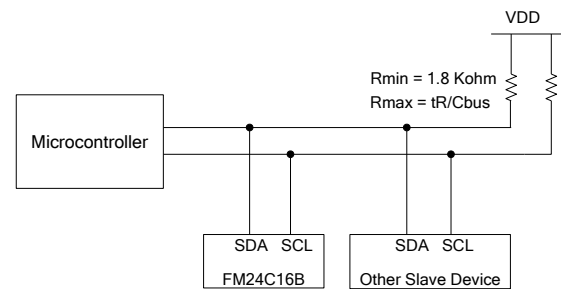 VDD
Rmin = 1.8 Kohm
Rmax = tR/Cbus
Microcontroller
SDA SCL
FM24C16B
SDA SCL
Other Slave Device